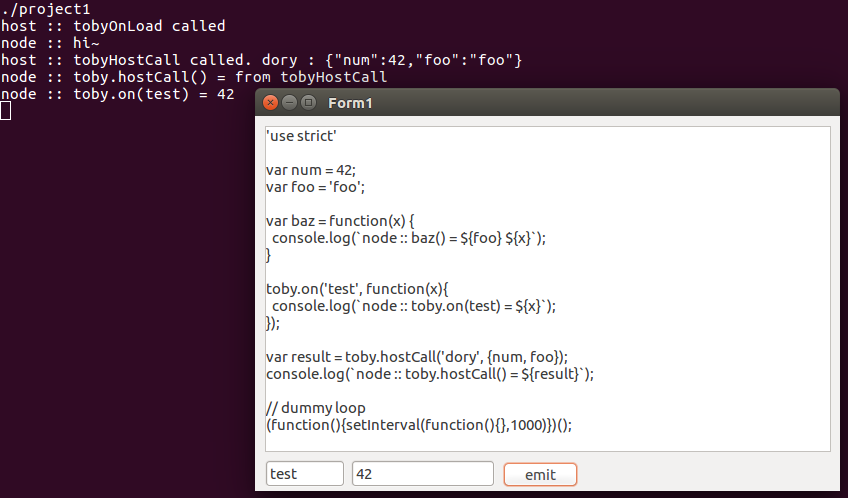 ./project1
host :: tobyOnLoad called
node :: hi~
host :: tobyHostCall called. dory : {"num":42,"foo":"foo"}
node :: toby.hostCall() = from tobyHostCall
node :: toby.on(test) = 42
Form1
'use strict'
var num = 42;
var foo = 'foo';
var baz = function(x) {
  console.log(`node :: baz() = ${foo} ${x}`);
}
toby.on('test', function(x){
  console.log(`node :: toby.on(test) = ${x}`);
});
var result = toby.hostCall('dory', {num, foo});
console.log(`node :: toby.hostCall() = ${result}`);
// dummy loop
(function(){setInterval(function(){},1000)})();
test 42 emit